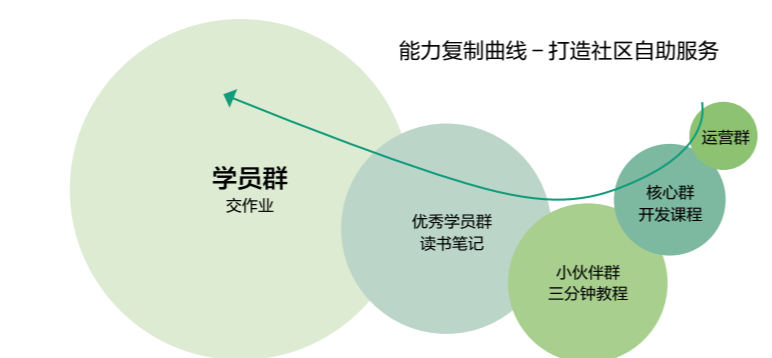 能力复制曲线 – 打造社区自助服务
运营群
核心群
开发课程
学员群
交作业
优秀学员群
读书笔记
小伙伴群
三分钟教程